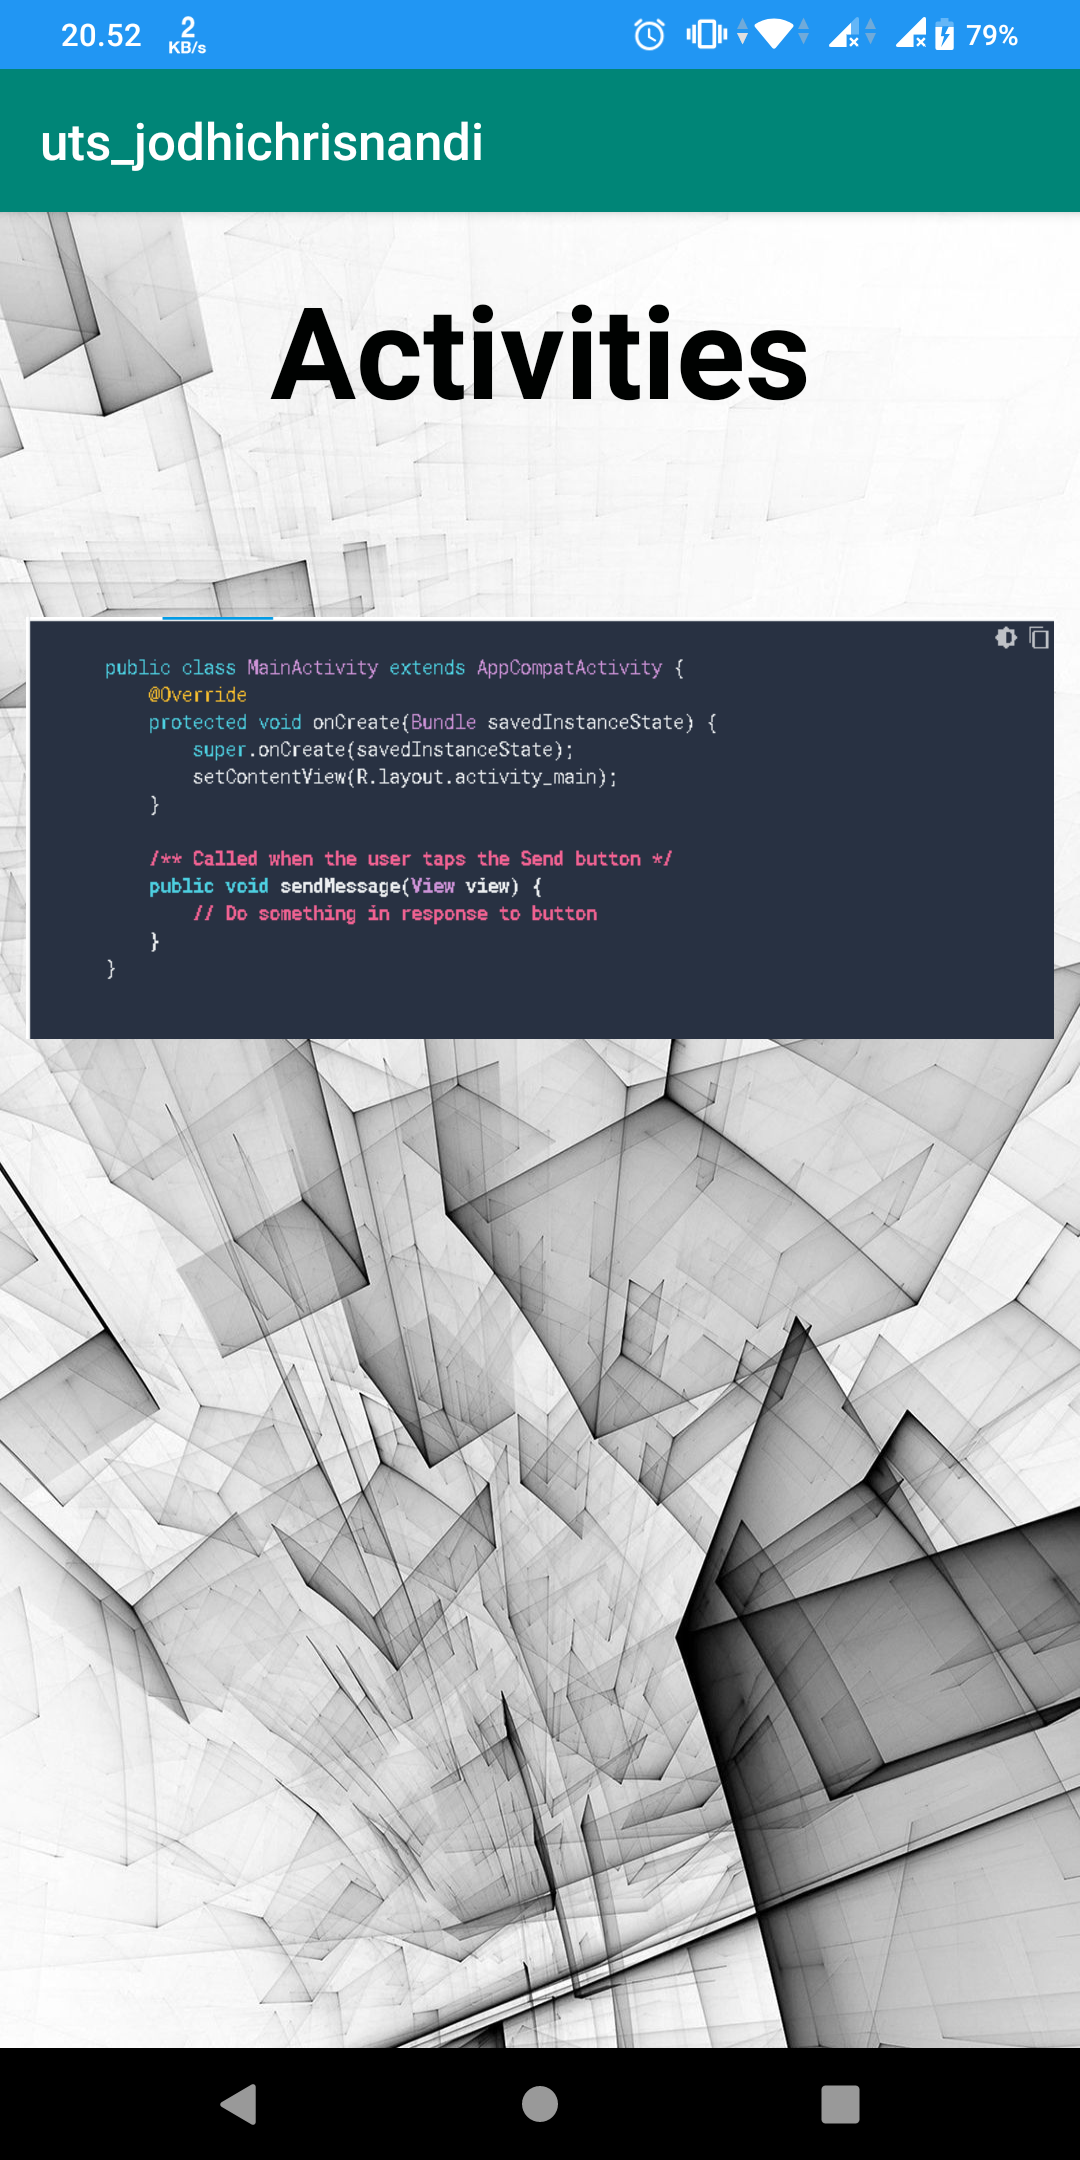 20.52 2 KB/s 79%
uts_jodhichrisnandi
Activities
public class MainActivity extends AppCompatActivity {
@Override
protected void onCreate(Bundle savedInstanceState) {
super.onCreate(savedInstanceState);
setContentView(R.layout.activity_main);
}
/** Called when the user taps the Send button */
public void sendMessage(View view) {
// Do something in response to button
}
}